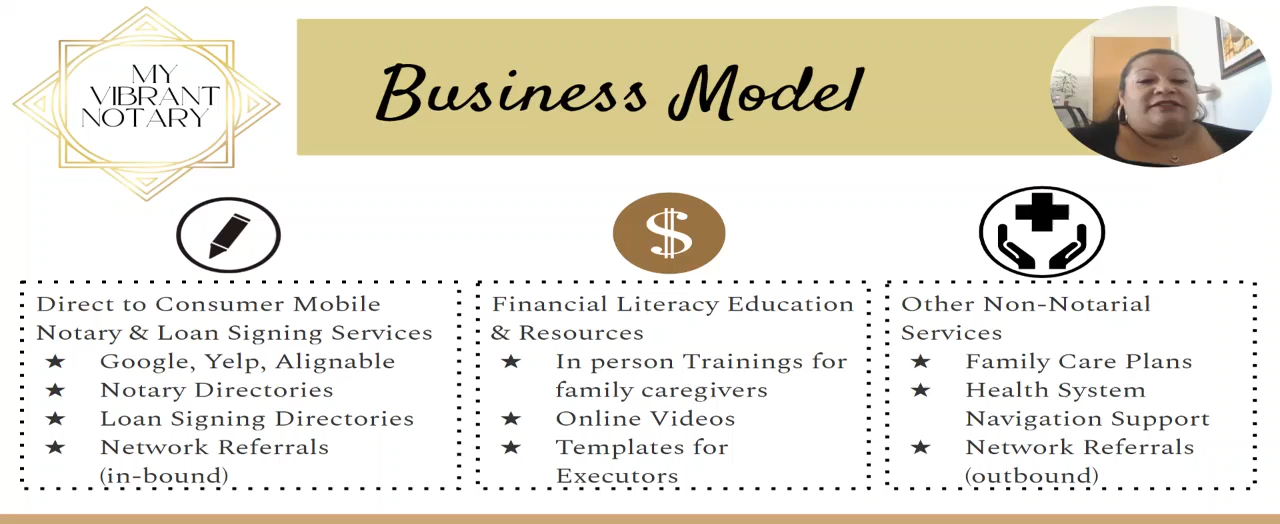 MY
VIBRANT
NOTARY
Business Model
$
Direct to Consumer Mobile
Notary & Loan Signing Services
★ Google, Yelp, Alignable
★ Notary Directories
★ Loan Signing Directories
★ Network Referrals
(in-bound)
Financial Literacy Education
& Resources
★ In person Trainings for
family caregivers
★ Online Videos
★ Templates for
Executors
Other Non-Notarial
Services
★ Family Care Plans
★ Health System
Navigation Support
★ Network Referrals
(outbound)